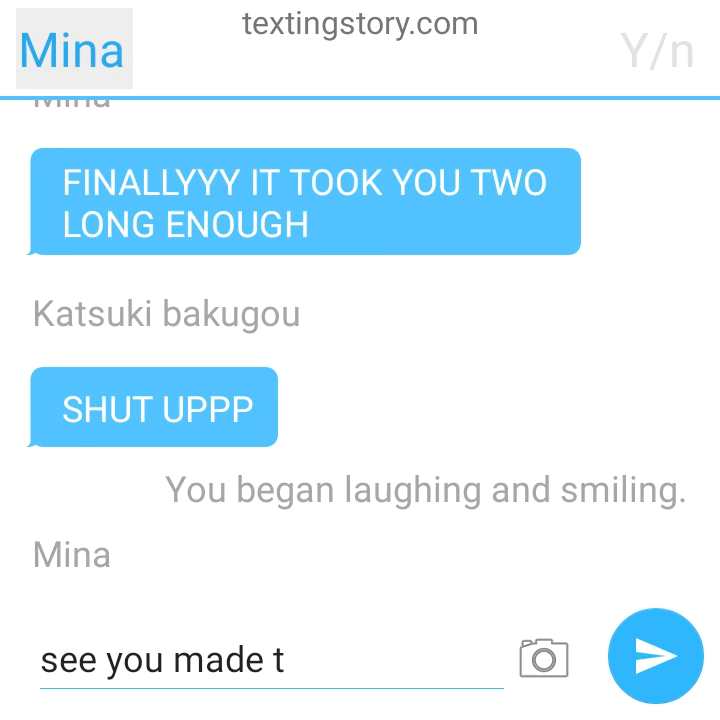 textingstory.com
Mina
Y/n
Mina
FINALLYYY IT TOOK YOU TWO
LONG ENOUGH
Katsuki bakugou
SHUT UPPP
You began laughing and smiling.
Mina
see you made t